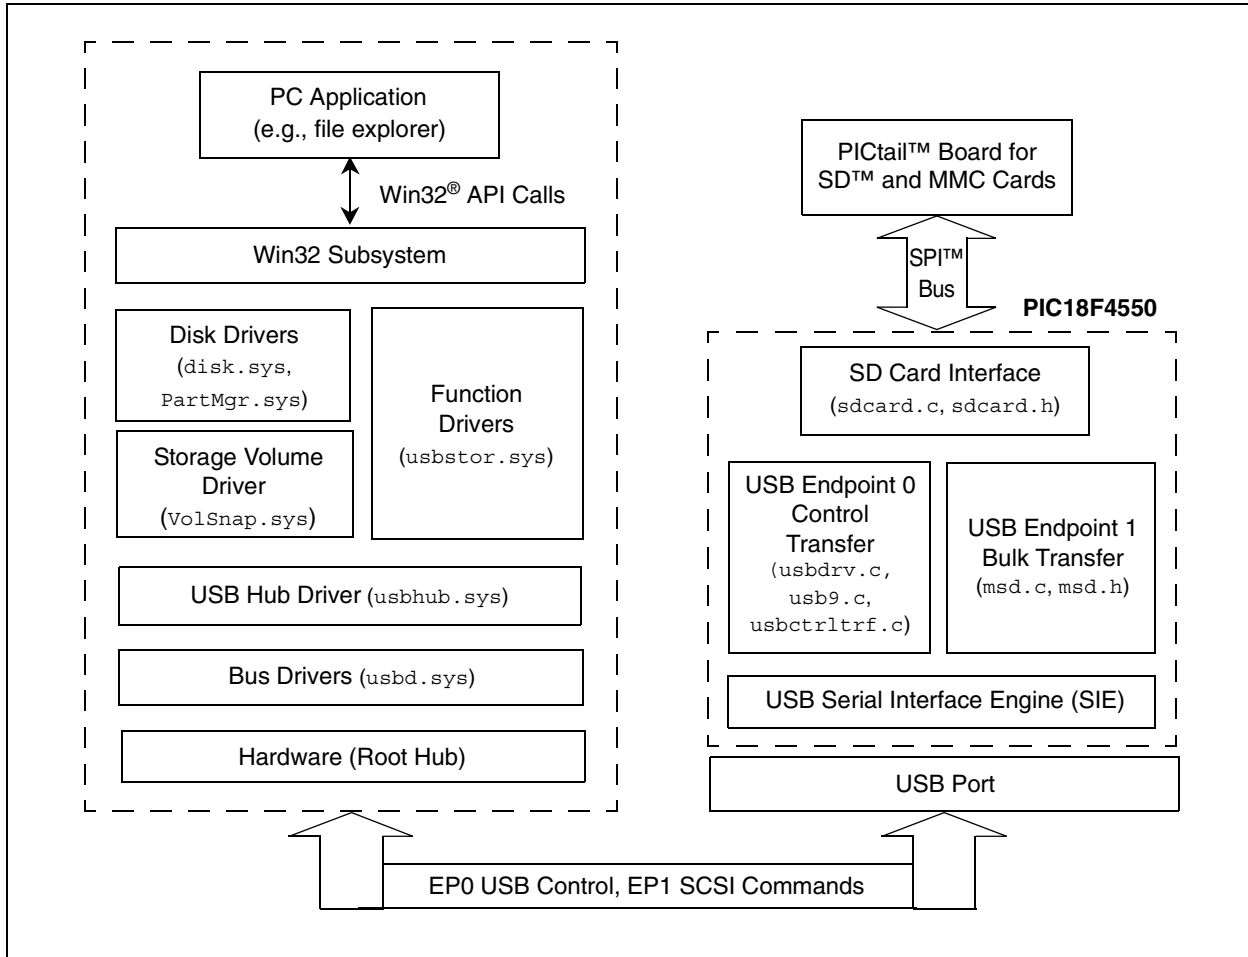 PC Application
(e.g., file explorer)
Win32® API Calls
Win32 Subsystem
Disk Drivers
(disk.sys,
PartMgr.sys)
Storage Volume
Driver
(VolSnap.sys)
Function
Drivers
(usbstor.sys)
USB Hub Driver (usbhub.sys)
Bus Drivers (usbd.sys)
Hardware (Root Hub)
PICtail™ Board for
SD™ and MMC Cards
SPI™
Bus
PIC18F4550
SD Card Interface
(sdcard.c, sdcard.h)
USB Endpoint 0
Control
Transfer
(usbdrv.c,
usb9.c,
usbctrltrf.c)
USB Endpoint 1
Bulk Transfer
(msd.c, msd.h)
USB Serial Interface Engine (SIE)
USB Port
EP0 USB Control, EP1 SCSI Commands